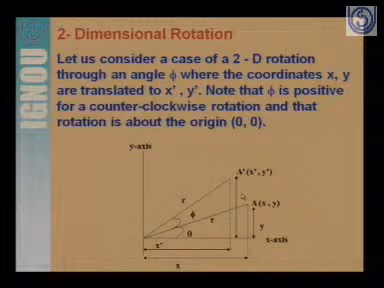 2- Dimensional Rotation
Let us consider a case of a 2 - D rotation
through an angle ϕ where the coordinates x, y
are translated to x' , y'. Note that ϕ is positive
for a counter-clockwise rotation and that
rotation is about the origin (0, 0).
IGNOU
y-axis
A'(x', y')
r
ϕ
r
A(x , y)
θ
y
x-axis
x'
x